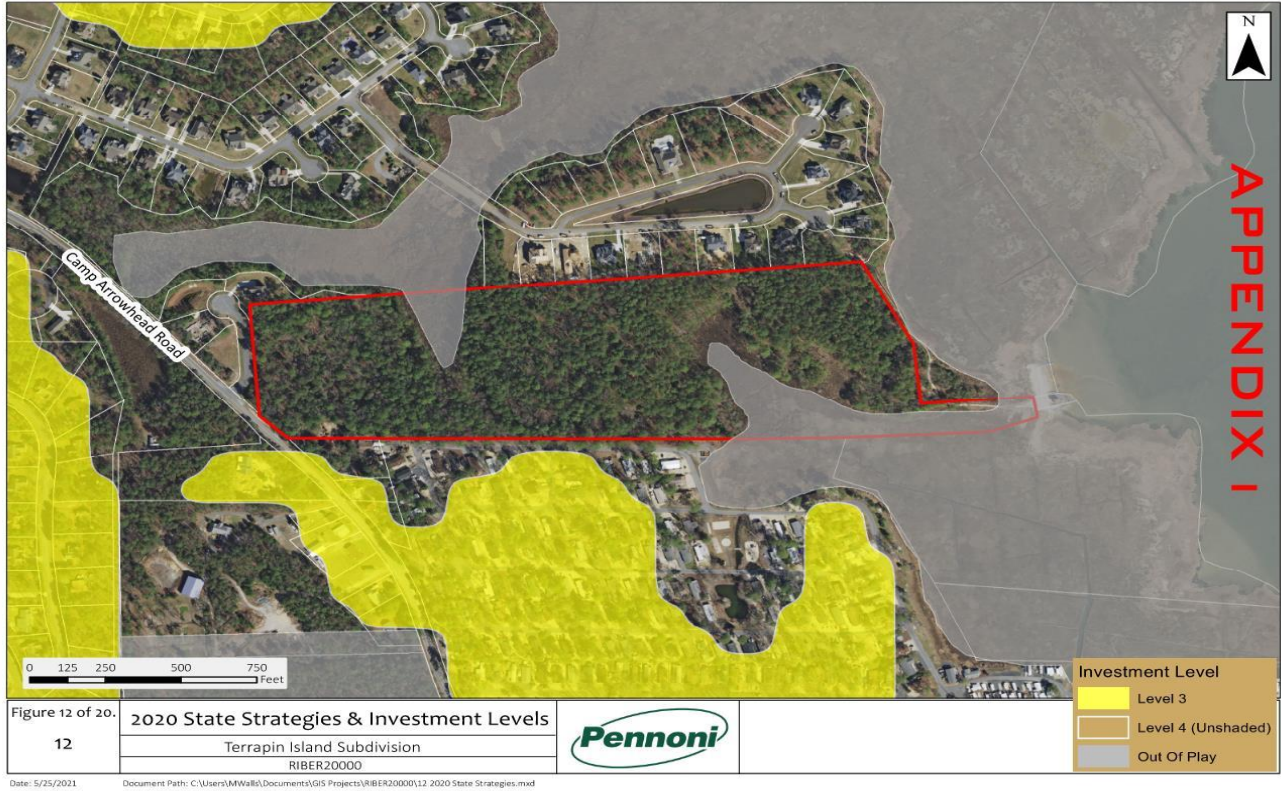 N
APPENDIX I
Camp Arrowhead Road
0 125 250 500 750
Feet
Investment Level
Level 3
Level 4 (Unshaded)
Out Of Play
Figure 12 of 20.
12
2020 State Strategies & Investment Levels
Terrapin Island Subdivision
RIBER20000
Pennoni
Date: 5/25/2021 Document Path: C:\Users\MWalls\Documents\GIS Projects\RIBER20000\12 2020 State Strategies.mxd